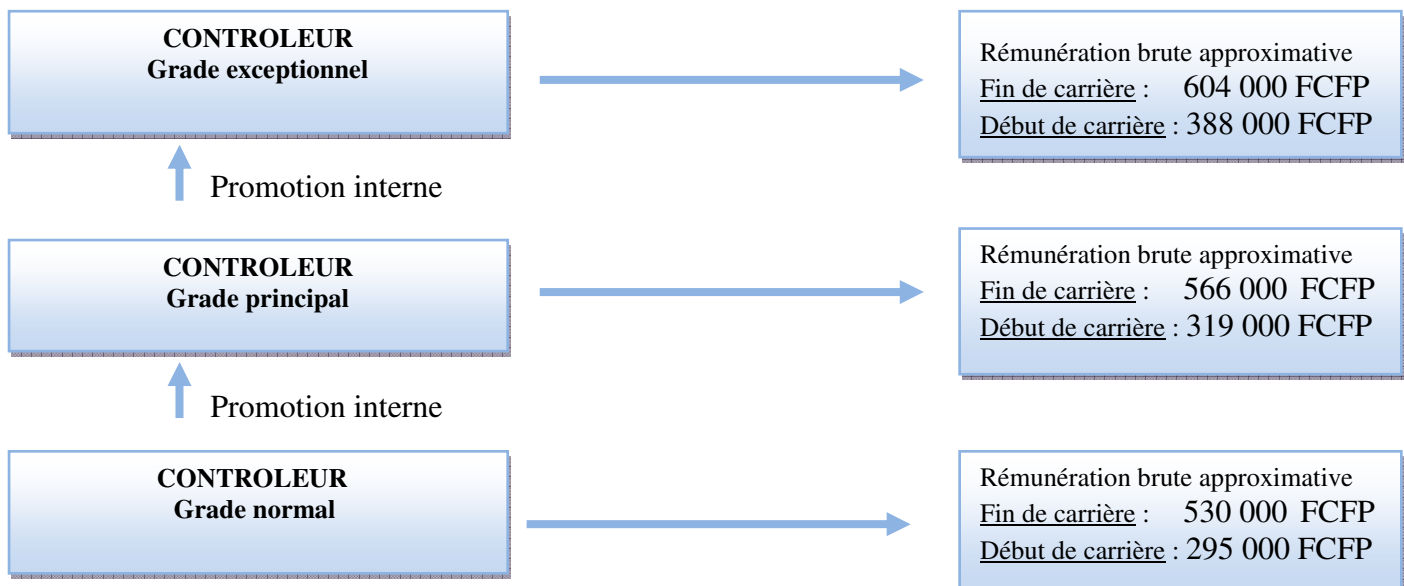 CONTROLEUR
Grade exceptionnel
Rémunération brute approximative
Fin de carrière : 604 000 FCFP
Début de carrière : 388 000 FCFP
Promotion interne
CONTROLEUR
Grade principal
Rémunération brute approximative
Fin de carrière : 566 000 FCFP
Début de carrière : 319 000 FCFP
Promotion interne
CONTROLEUR
Grade normal
Rémunération brute approximative
Fin de carrière : 530 000 FCFP
Début de carrière : 295 000 FCFP